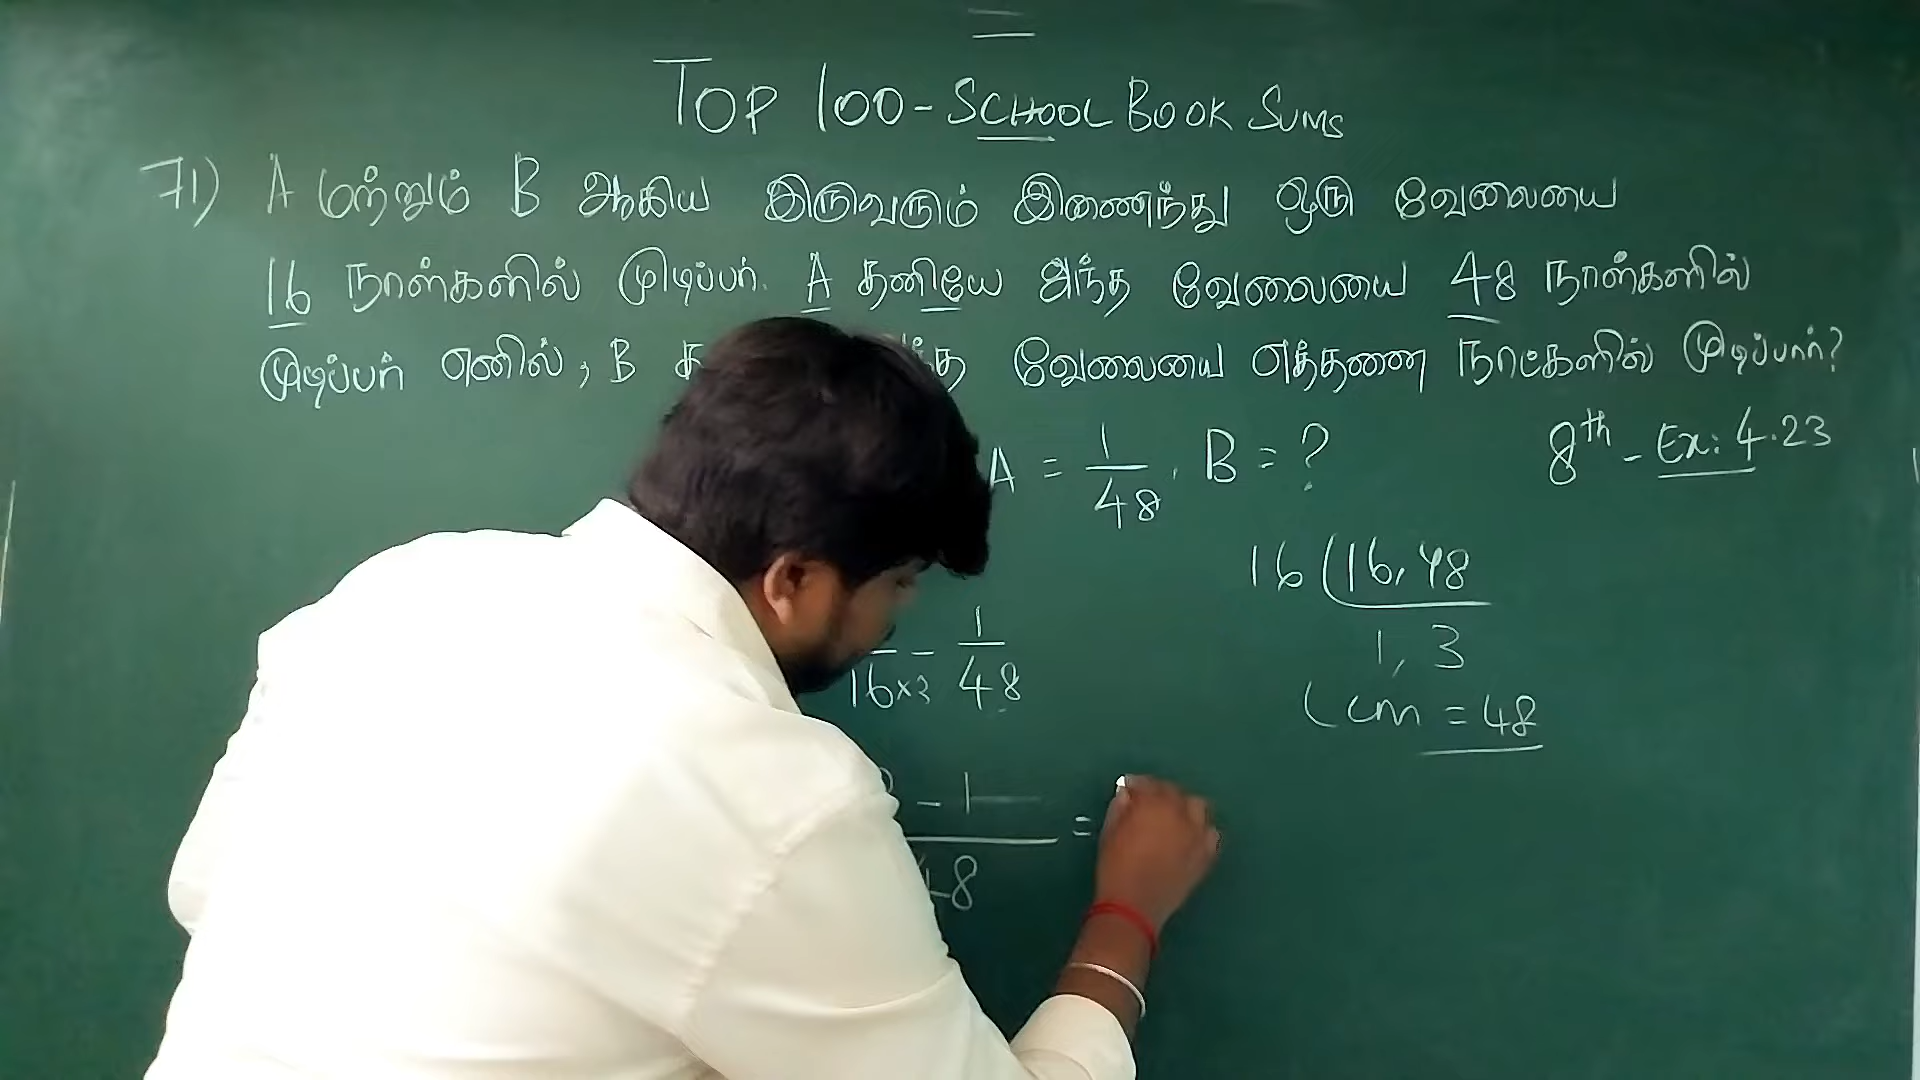 TOP 100 - SCHOOL BOOK SUMS
71) A மற்றும் B ஆகிய இருவரும் இணைந்து ஒரு வேலையை
16 நாள்களில் முடிப்பர். A தனியே அந்த வேலையை 48 நாள்களில்
முடிப்பர் எனில், B வேலையை எத்தணை நாட்களில் முடிப்பார்?
8th - Ex: 4.23
A = 1/48, B = ?
16 ( 16, 48
1, 3
LCM = 48
16×3 - 1/48
- 1
48 =